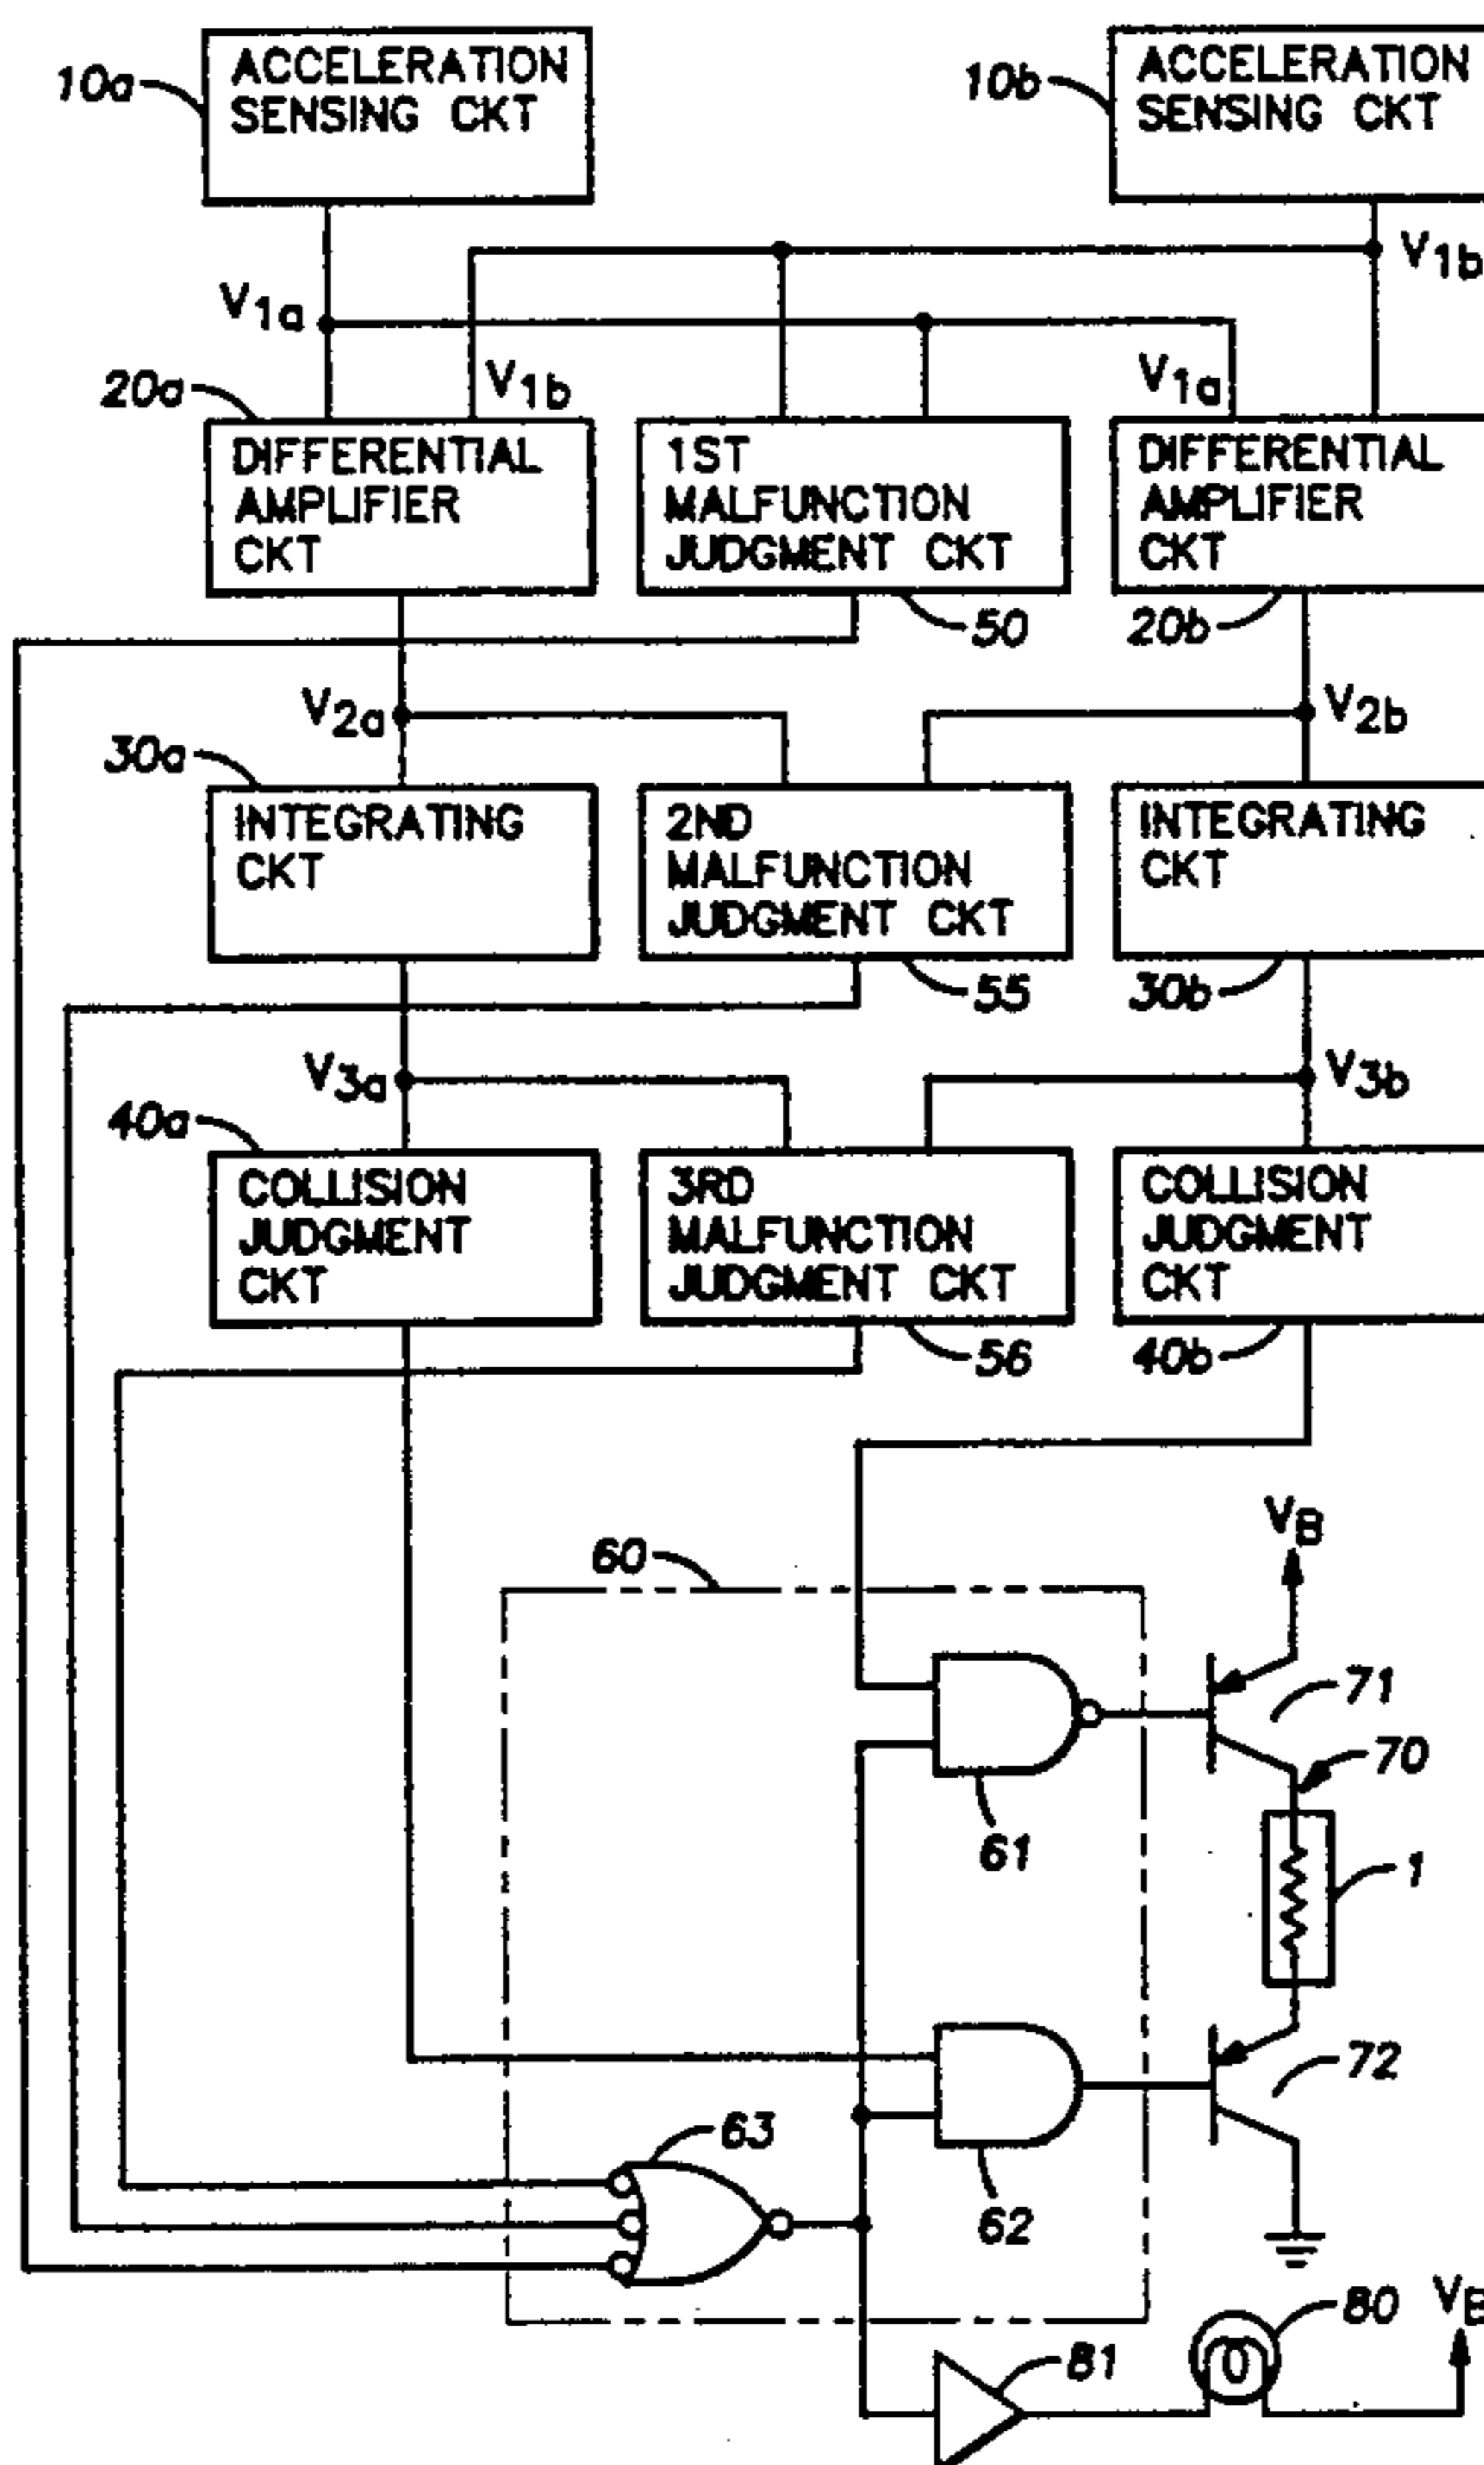 10a
ACCELERATION
SENSING CKT
10b
ACCELERATION
SENSING CKT
V1b
V1a
20a
V1b
V1a
DIFFERENTIAL
AMPLIFIER
CKT
1ST
MALFUNCTION
JUDGMENT CKT
DIFFERENTIAL
AMPLIFIER
CKT
50
20b
V2a
V2b
30a
INTEGRATING
CKT
2ND
MALFUNCTION
JUDGMENT CKT
INTEGRATING
CKT
55
30b
V3a
V3b
40a
COLLISION
JUDGMENT
CKT
3RD
MALFUNCTION
JUDGMENT CKT
COLLISION
JUDGMENT
CKT
56
40b
VB
60
71
70
61
1
72
63
62
80
VB
81